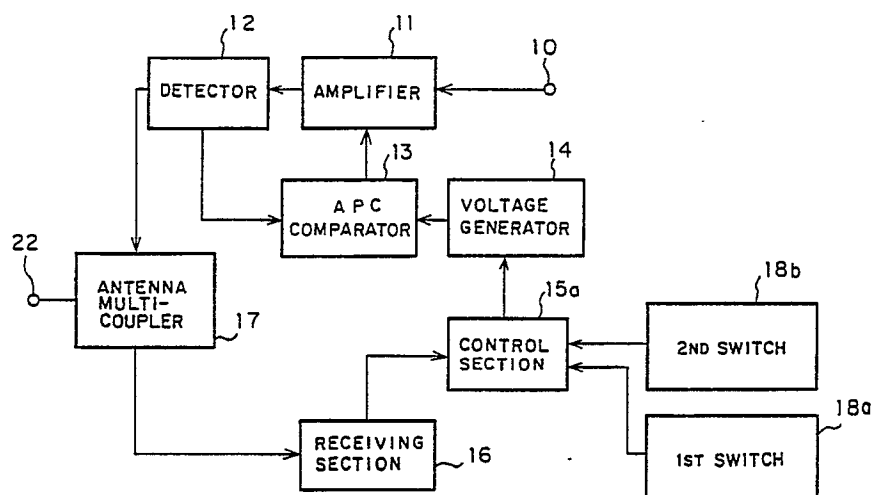 12
11
10
DETECTOR
AMPLIFIER
13
14
A P C
COMPARATOR
VOLTAGE
GENERATOR
22
ANTENNA
MULTI-
COUPLER
17
15a
18b
CONTROL
SECTION
2ND SWITCH
18a
RECEIVING
SECTION
16
1ST SWITCH